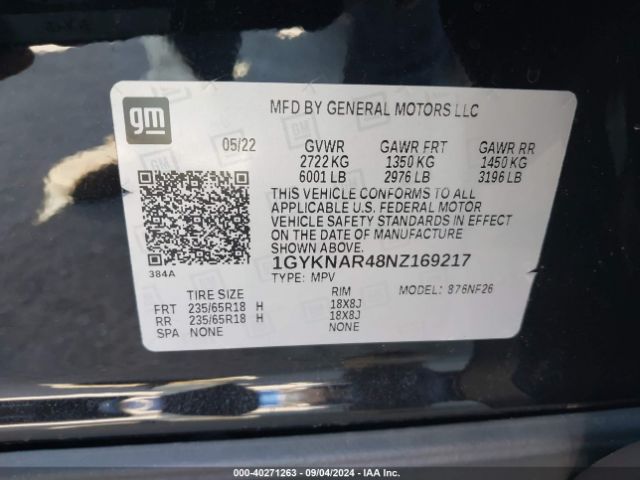 gm
MFD BY GENERAL MOTORS LLC
05/22 GVWR GAWR FRT GAWR RR
2722 KG 1350 KG 1450 KG
6001 LB 2976 LB 3196 LB
THIS VEHICLE CONFORMS TO ALL
APPLICABLE U.S. FEDERAL MOTOR
VEHICLE SAFETY STANDARDS IN EFFECT
ON THE DATE OF MANUFACTURE
SHOWN ABOVE.
384A
1GYKNAR48NZ169217
TYPE: MPV MODEL: 876NF26
TIRE SIZE RIM
FRT 235/65R18 H 18X8J
RR 235/65R18 H 18X8J
SPA NONE NONE
00-40271263 - 09/04/2024 - IAA Holdings, LLC